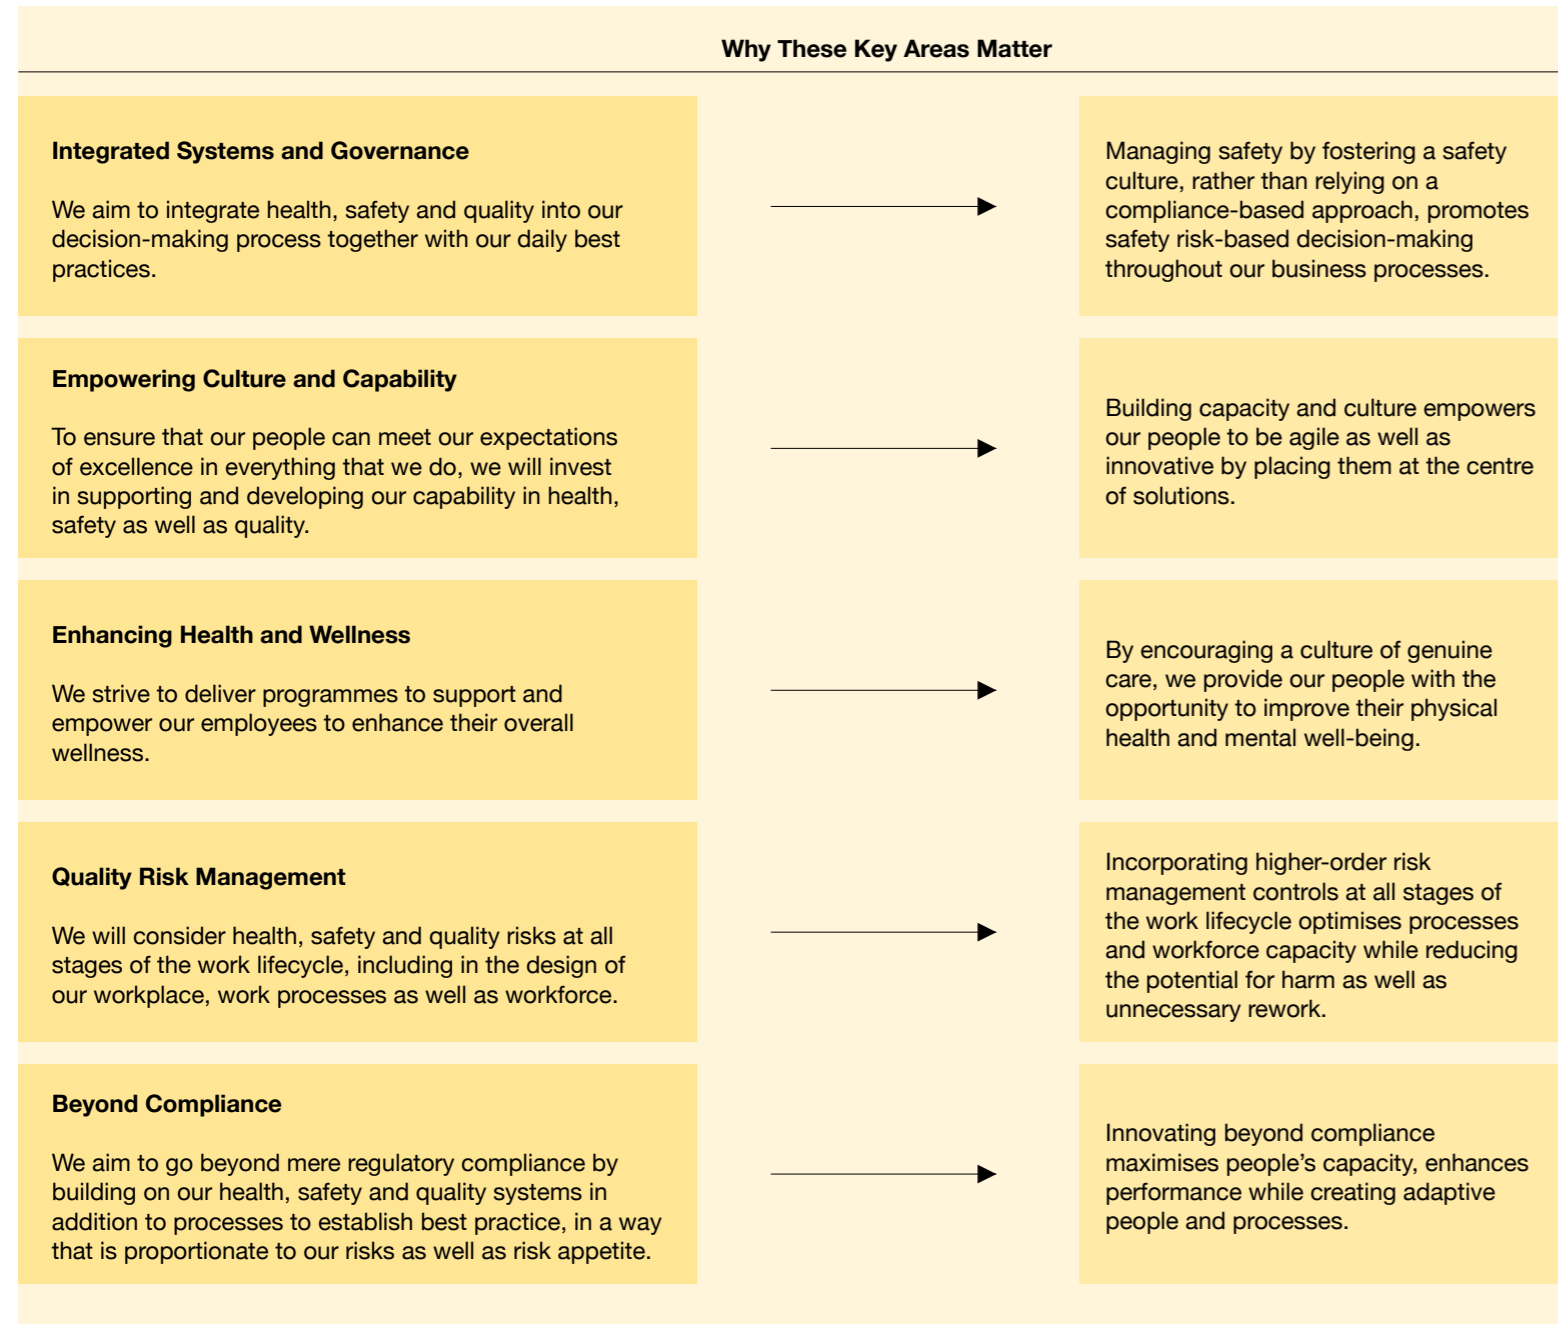 Why These Key Areas Matter
Integrated Systems and Governance
We aim to integrate health, safety and quality into our
decision-making process together with our daily best
practices.
Managing safety by fostering a safety
culture, rather than relying on a
compliance-based approach, promotes
safety risk-based decision-making
throughout our business processes.
Empowering Culture and Capability
To ensure that our people can meet our expectations
of excellence in everything that we do, we will invest
in supporting and developing our capability in health,
safety as well as quality.
Building capacity and culture empowers
our people to be agile as well as
innovative by placing them at the centre
of solutions.
Enhancing Health and Wellness
We strive to deliver programmes to support and
empower our employees to enhance their overall
wellness.
By encouraging a culture of genuine
care, we provide our people with the
opportunity to improve their physical
health and mental well-being.
Quality Risk Management
We will consider health, safety and quality risks at all
stages of the work lifecycle, including in the design of
our workplace, work processes as well as workforce.
Incorporating higher-order risk
management controls at all stages of
the work lifecycle optimises processes
and workforce capacity while reducing
the potential for harm as well as
unnecessary rework.
Beyond Compliance
We aim to go beyond mere regulatory compliance by
building on our health, safety and quality systems in
addition to processes to establish best practice, in a way
that is proportionate to our risks as well as risk appetite.
Innovating beyond compliance
maximises people’s capacity, enhances
performance while creating adaptive
people and processes.